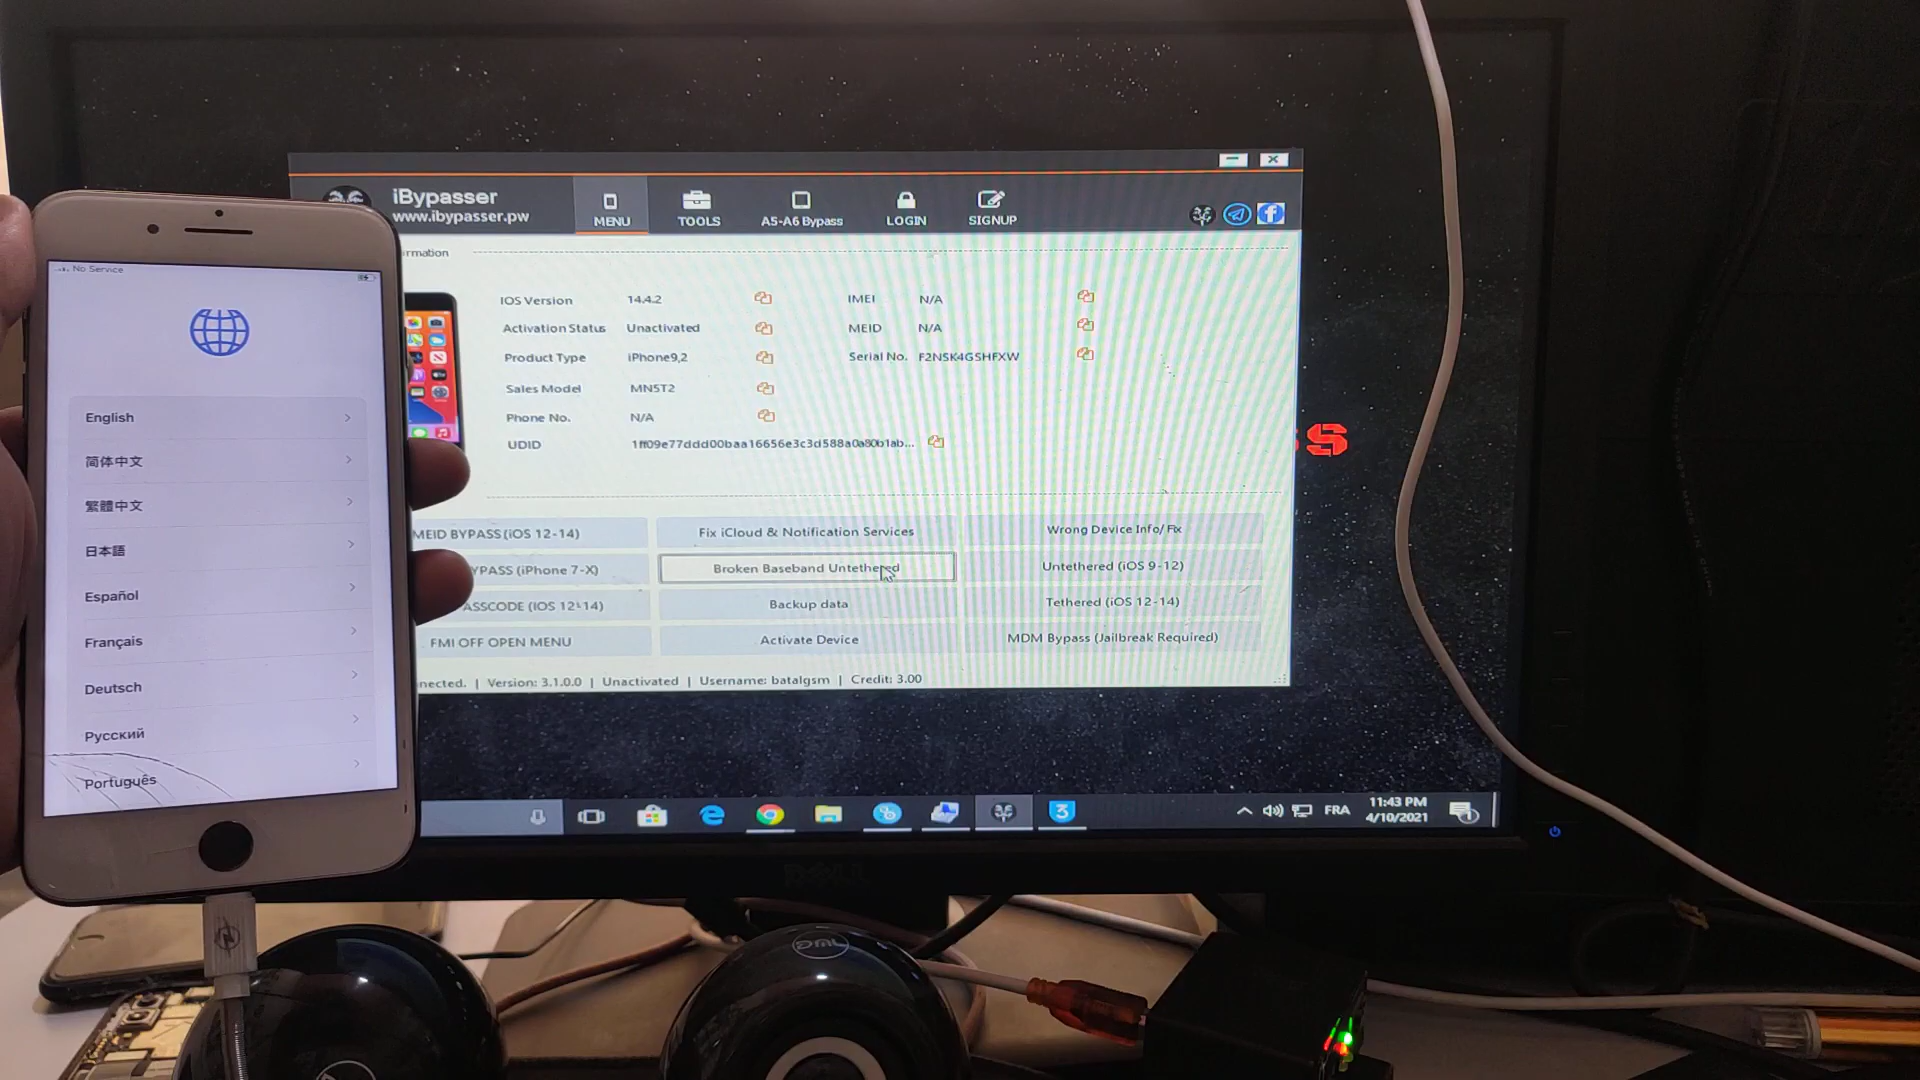 No Service
English
简体中文
繁體中文
日本語
Español
Français
Deutsch
Русский
Português
iBypasser
www.ibypasser.pw
MENU
TOOLS
A5-A6 Bypass
LOGIN
SIGNUP
rmation
IOS Version 14.4.2
IMEI N/A
Activation Status Unactivated
MEID N/A
Product Type iPhone9,2
Serial No. F2NSK4GSHFXW
Sales Model MN5T2
Phone No. N/A
UDID 1ff09e77ddd00baa16656e3c3d588a0a80b1ab...
S
MEID BYPASS (iOS 12-14)
Fix iCloud & Notification Services
Wrong Device Info/ Fix
YPASS (iPhone 7-X)
Broken Baseband Untethered
Untethered (iOS 9-12)
ASSCODE (IOS 12-14)
Backup data
Tethered (iOS 12-14)
FMI OFF OPEN MENU
Activate Device
MDM Bypass (Jailbreak Required)
nected. | Version: 3.1.0.0 | Unactivated | Username: batalgsm | Credit: 3.00
3
FRA
11:43 PM
4/10/2021
DELL